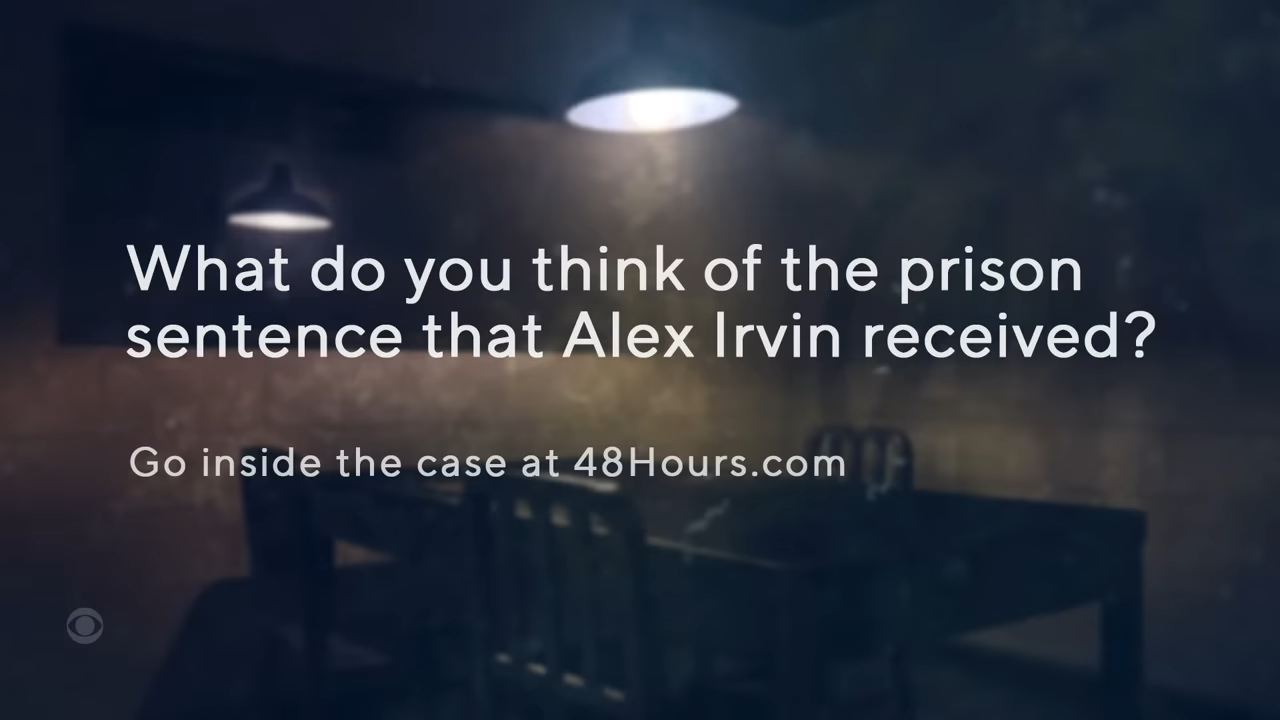 What do you think of the prison
sentence that Alex Irvin received?
Go inside the case at 48Hours.com